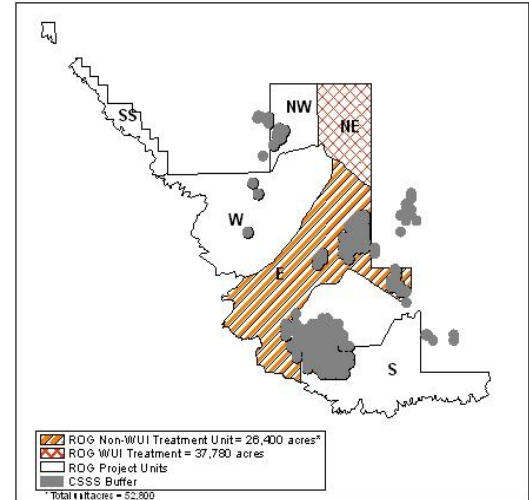 NW
NE
SS
W
E
S
ROG Non-WUI Treatment Unit = 26,400 acres*
ROG WUI Treatment = 37,780 acres
ROG Project Units
CSSS Buffer
* Total unit acres = 52,800